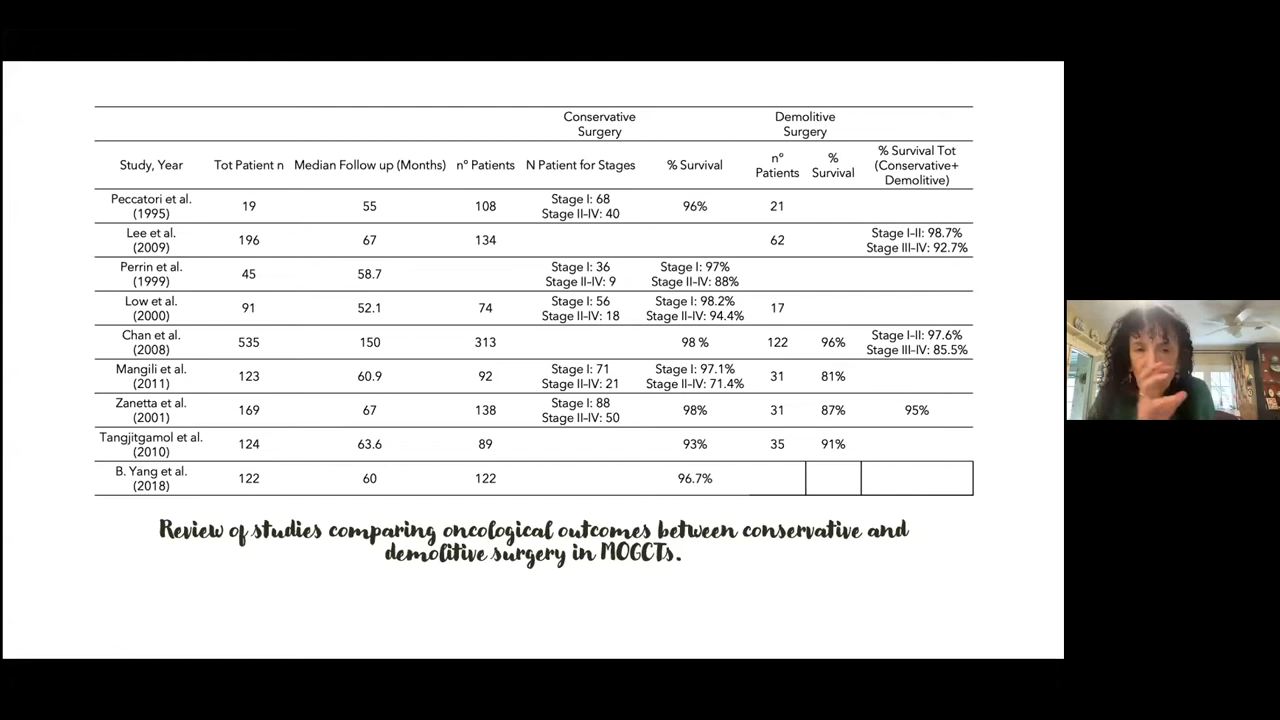 Conservative Surgery Demolitive Surgery
Study, Year Tot Patient n Median Follow up (Months) n° Patients N Patient for Stages % Survival n° Patients % Survival % Survival Tot (Conservative+ Demolitive)
Peccatori et al. (1995) 19 55 108 Stage I: 68 Stage II-IV: 40 96% 21
Lee et al. (2009) 196 67 134 62 Stage I-II: 98.7% Stage III-IV: 92.7%
Perrin et al. (1999) 45 58.7 Stage I: 36 Stage II-IV: 9 Stage I: 97% Stage II-IV: 88%
Low et al. (2000) 91 52.1 74 Stage I: 56 Stage II-IV: 18 Stage I: 98.2% Stage II-IV: 94.4% 17
Chan et al. (2008) 535 150 313 98 % 122 96% Stage I-II: 97.6% Stage III-IV: 85.5%
Mangili et al. (2011) 123 60.9 92 Stage I: 71 Stage II-IV: 21 Stage I: 97.1% Stage II-IV: 71.4% 31 81%
Zanetta et al. (2001) 169 67 138 Stage I: 88 Stage II-IV: 50 98% 31 87% 95%
Tangjitgamol et al. (2010) 124 63.6 89 93% 35 91%
B. Yang et al. (2018) 122 60 122 96.7%
Review of studies comparing oncological outcomes between conservative and
demolitive surgery in MOGCTs.